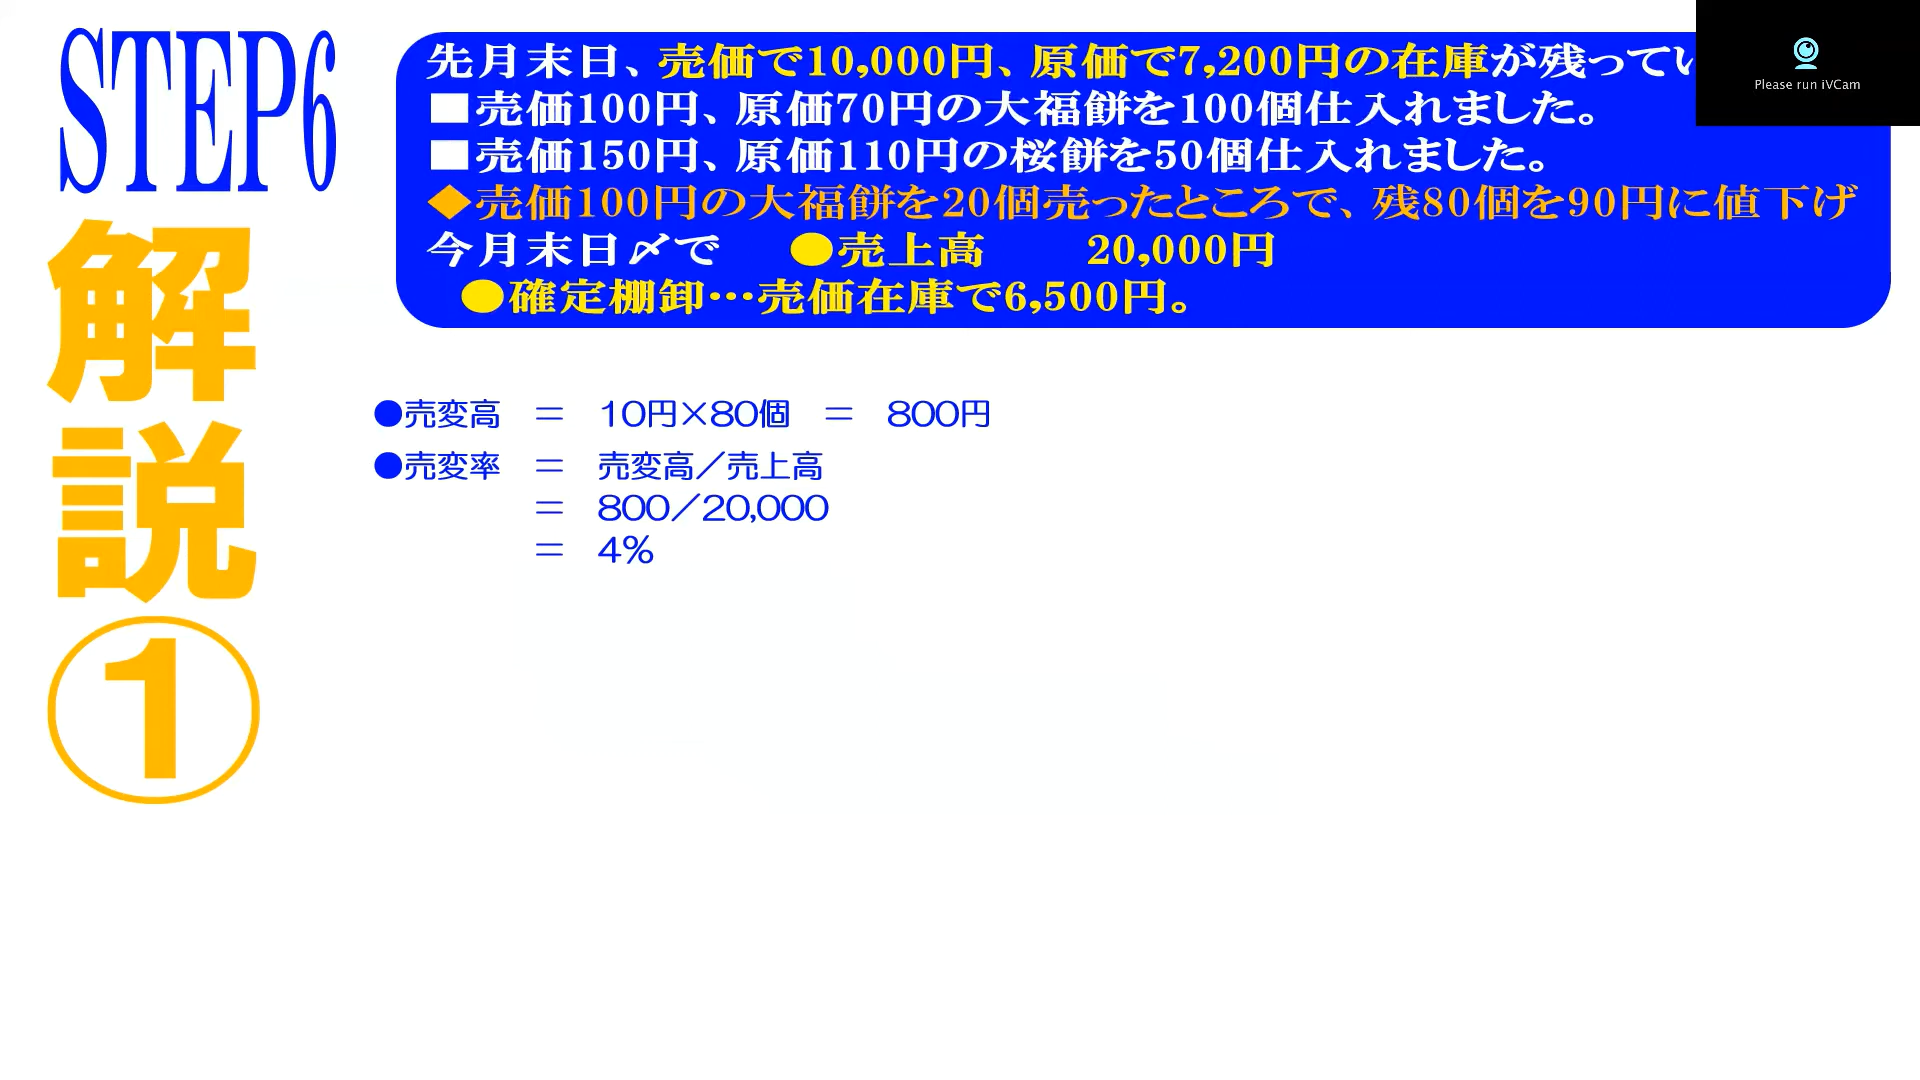 STEP6
解説①
先月末日、売価で10,000円、原価で7,200円の在庫が残ってい
■売価100円、原価70円の大福餅を100個仕入れました。
■売価150円、原価110円の桜餅を50個仕入れました。
◆売価100円の大福餅を20個売ったところで、残80個を90円に値下げ
今月末日〆で　●売上高　20,000円
●確定棚卸…売価在庫で6,500円。
Please run iVCam
●売変高　＝　10円×80個　＝　800円
●売変率　＝　売変高／売上高
＝　800／20,000
＝　4%